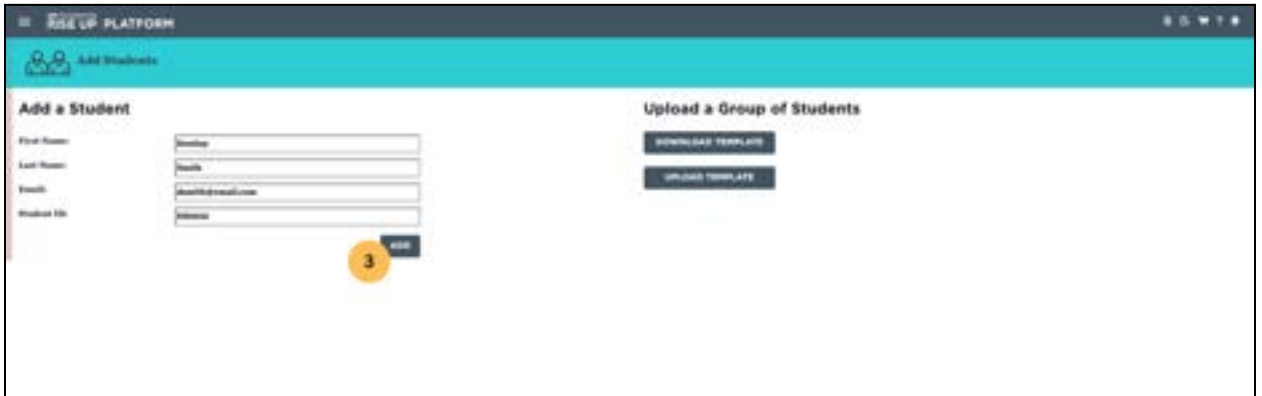 RISE UP PLATFORM
Add Students
Add a Student
Upload a Group of Students
First Name:
DOWNLOAD TEMPLATE
Last Name:
Smith
UPLOAD TEMPLATE
Email:
Student ID:
ADD
3